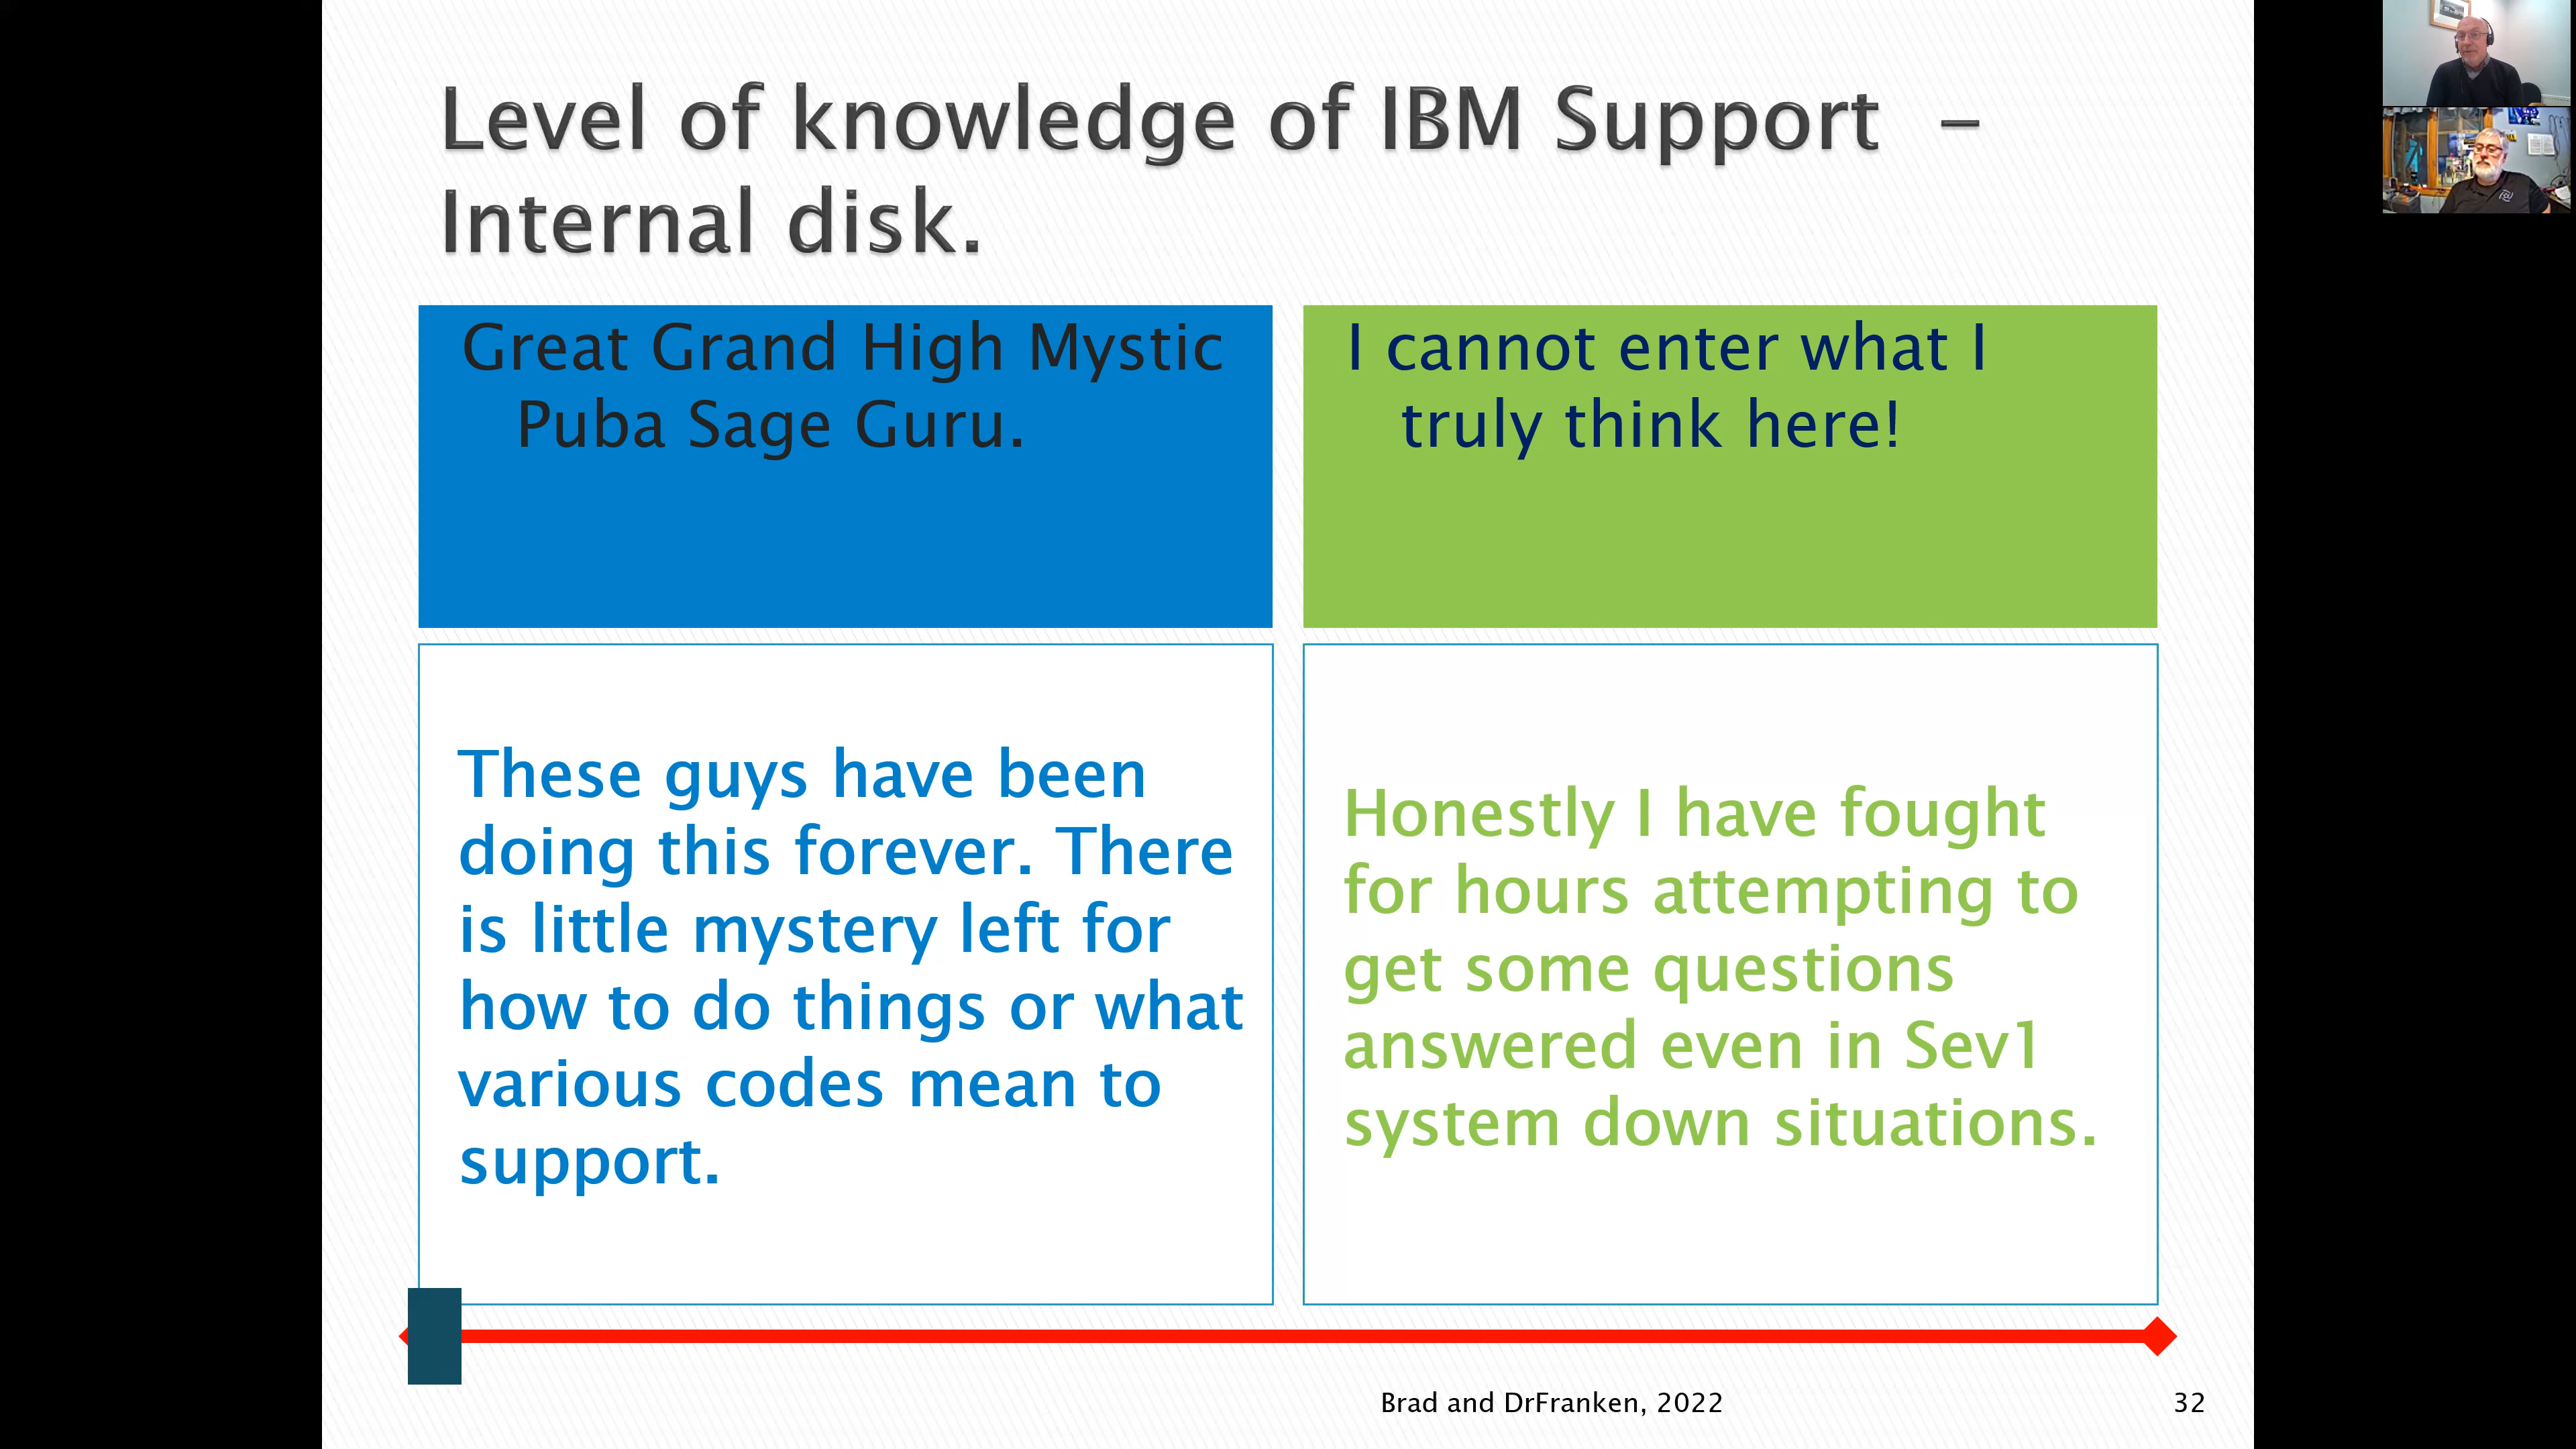 Level of knowledge of IBM Support –
Internal disk.
Great Grand High Mystic
Puba Sage Guru.
I cannot enter what I
truly think here!
These guys have been
doing this forever. There
is little mystery left for
how to do things or what
various codes mean to
support.
Honestly I have fought
for hours attempting to
get some questions
answered even in Sev1
system down situations.
Brad and DrFranken, 2022
32